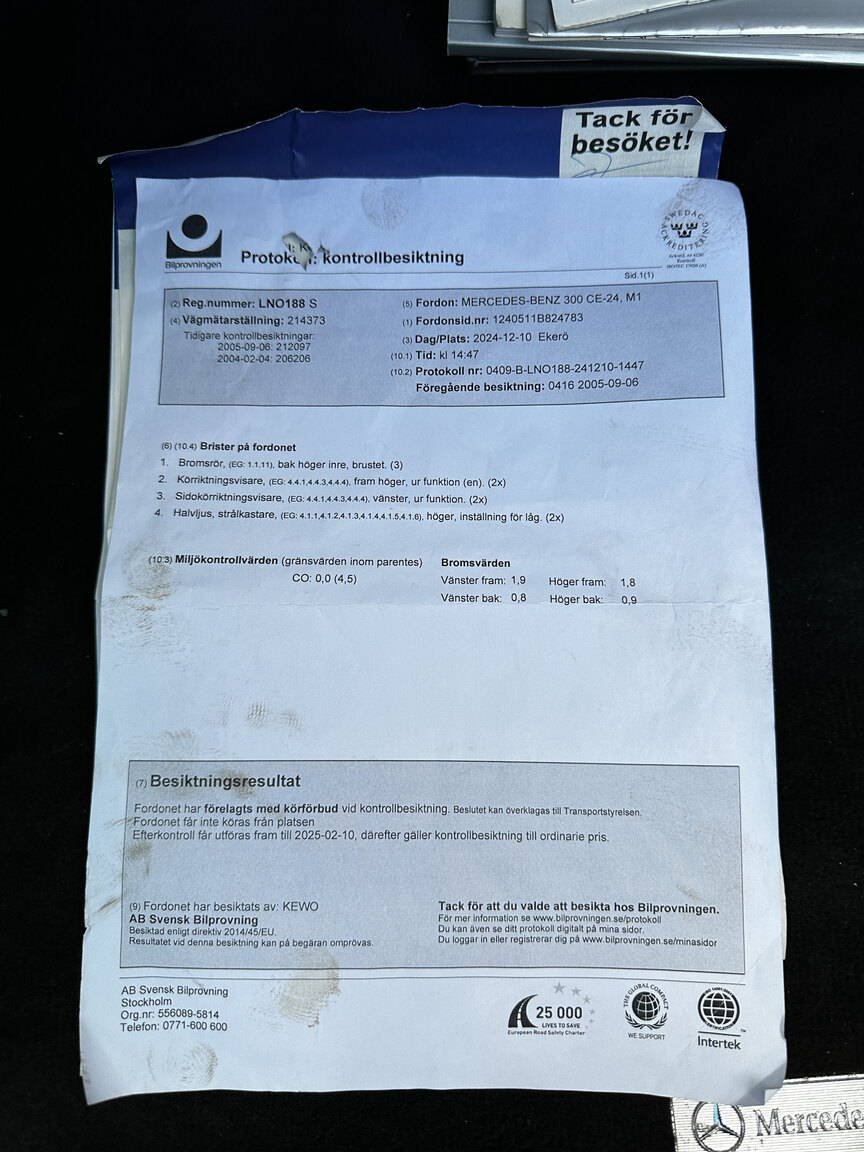 Tack för
besöket!
Bilprovningen
kontrollbesiktning
SWEDAC
ACKREDITERING
Ackred. nr 4530
Kontroll
ISO/IEC 17020 (A)
Sid.1(1)
(2) Reg.nummer: LNO188 S
(4) Vägmätarställning: 214373
Tidigare kontrollbesiktningar:
2005-09-06: 212097
2004-02-04: 206206
(5) Fordon: MERCEDES-BENZ 300 CE-24, M1
(1) Fordonsid.nr: 1240511B824783
(3) Dag/Plats: 2024-12-10 Ekerö
(10.1) Tid: kl 14:47
(10.2) Protokoll nr: 0409-B-LNO188-241210-1447
Föregående besiktning: 0416 2005-09-06
(6) (10.4) Brister på fordonet
1. Bromsrör, (EG: 1.1.11), bak höger inre, brustet. (3)
2. Körriktningsvisare, (EG: 4.4.1,4.4.3,4.4.4), fram höger, ur funktion (en). (2x)
3. Sidokörriktningsvisare, (EG: 4.4.1,4.4.3,4.4.4), vänster, ur funktion. (2x)
4. Halvljus, strålkastare, (EG: 4.1.1,4.1.2,4.1.3,4.1.4,4.1.5,4.1.6), höger, inställning för låg. (2x)
(10.3) Miljökontrollvärden (gränsvärden inom parentes)
CO: 0,0 (4,5)
Bromsvärden
Vänster fram: 1,9 Höger fram: 1,8
Vänster bak: 0,8 Höger bak: 0,9
(7) Besiktningsresultat
Fordonet har förelagts med körförbud vid kontrollbesiktning. Beslutet kan överklagas till Transportstyrelsen.
Fordonet får inte köras från platsen
Efterkontroll får utföras fram till 2025-02-10, därefter gäller kontrollbesiktning till ordinarie pris.
(9) Fordonet har besiktats av: KEWO
AB Svensk Bilprovning
Besiktad enligt direktiv 2014/45/EU.
Resultatet vid denna besiktning kan på begäran omprövas.
Tack för att du valde att besikta hos Bilprovningen.
För mer information se www.bilprovningen.se/protokoll
Du kan även se ditt protokoll digitalt på mina sidor.
Du loggar in eller registrerar dig på www.bilprovningen.se/minasidor
AB Svensk Bilprovning
Stockholm
Org.nr: 556089-5814
Telefon: 0771-600 600
25 000
LIVES TO SAVE
European Road Safety Charter
THE GLOBAL COMPACT
WE SUPPORT
Intertek